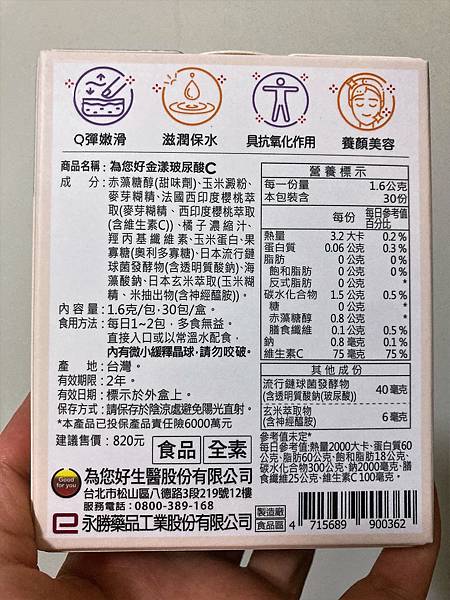 Q彈嫩滑
滋潤保水
具抗氧化作用
養顏美容
商品名稱：為您好金漾玻尿酸C
成 分：赤藻糖醇(甜味劑)、玉米澱粉、
麥芽糊精、法國西印度櫻桃萃
取(麥芽糊精、西印度櫻桃萃取
(含維生素C))、橘子濃縮汁、
羥丙基纖維素、玉米蛋白、果
寡糖(奧利多寡糖)、日本流行鏈
球菌發酵物(含透明質酸鈉)、海
藻酸鈉、日本玄米萃取(玉米糊
精、米抽出物(含神經醯胺))。
內容量：1.6克/包，30包/盒。
食用方法：每日1~2包，多食無益。
直接入口或以常溫水配食。
內有微小緩釋晶球，請勿咬破。
產 地：台灣。
有效期限：2年。
有效日期：標示於外盒上。
保存方式：請保存於陰涼處避免陽光直射。
*本產品已投保產品責任險6000萬元
建議售價：820元
食品
全素
Good
for you
為您好生醫股份有限公司
台北市松山區八德路3段219號12樓
服務電話：0800-389-168
永勝藥品工業股份有限公司
製造廠
食品區
營養標示
每一份量 1.6公克
本包裝含 30份
每份 每日參考值
百分比
熱量 3.2 大卡 0.2 %
蛋白質 0.06 公克 0.3 %
脂肪 0 公克 0 %
飽和脂肪 0 公克 0 %
反式脂肪 0 公克 *
碳水化合物 1.5 公克 0.5 %
糖 0 公克 *
赤藻糖醇 0.8 公克 *
膳食纖維 0.1 公克 0.5 %
鈉 0.8 毫克 0.1 %
維生素C 75 毫克 75 %
其他成份
流行鏈球菌發酵物
(含透明質酸鈉(玻尿酸)) 40 毫克
玄米萃取物
(含神經醯胺) 6 毫克
參考值未定*
每日參考值：熱量2000大卡、蛋白質60
公克、脂肪60公克、飽和脂肪18公克、
碳水化合物300公克、鈉2000毫克、膳
食纖維25公克、維生素C 100毫克。
4 715689 900362